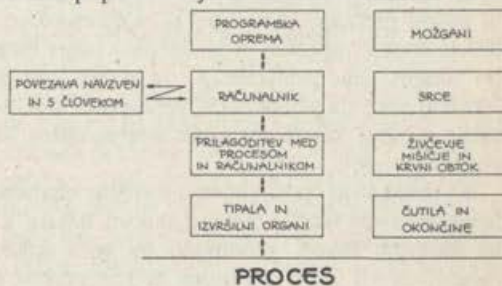 PROGRAMSKA
OPREMA
MOŽGANI
POVEZAVA NAVZVEN
IN S ČLOVEKOM
RAČUNALNIK
SRCE
PRILAGODITEV MED
PROCESOM
IN RAČUNALNIKOM
ŽIVČEVJE
MIŠIČJE IN
KRVNI OBTOK
TIPALA IN
IZVRŠILNI ORGANI
ČUTILA IN
OKONČINE
PROCES